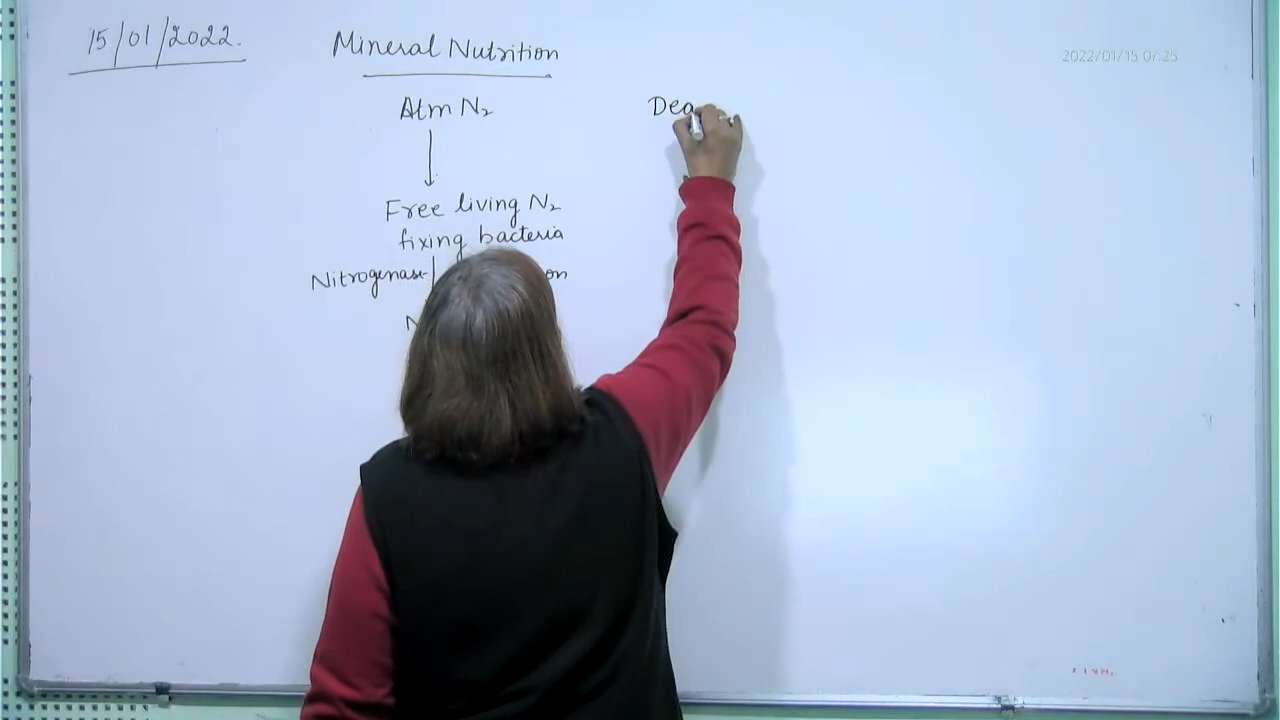 15/01/2022.
Mineral Nutrition
2022/01/15 07:25
Atm N₂
Dea
Free living N₂
fixing bacteria
Nitrogenase